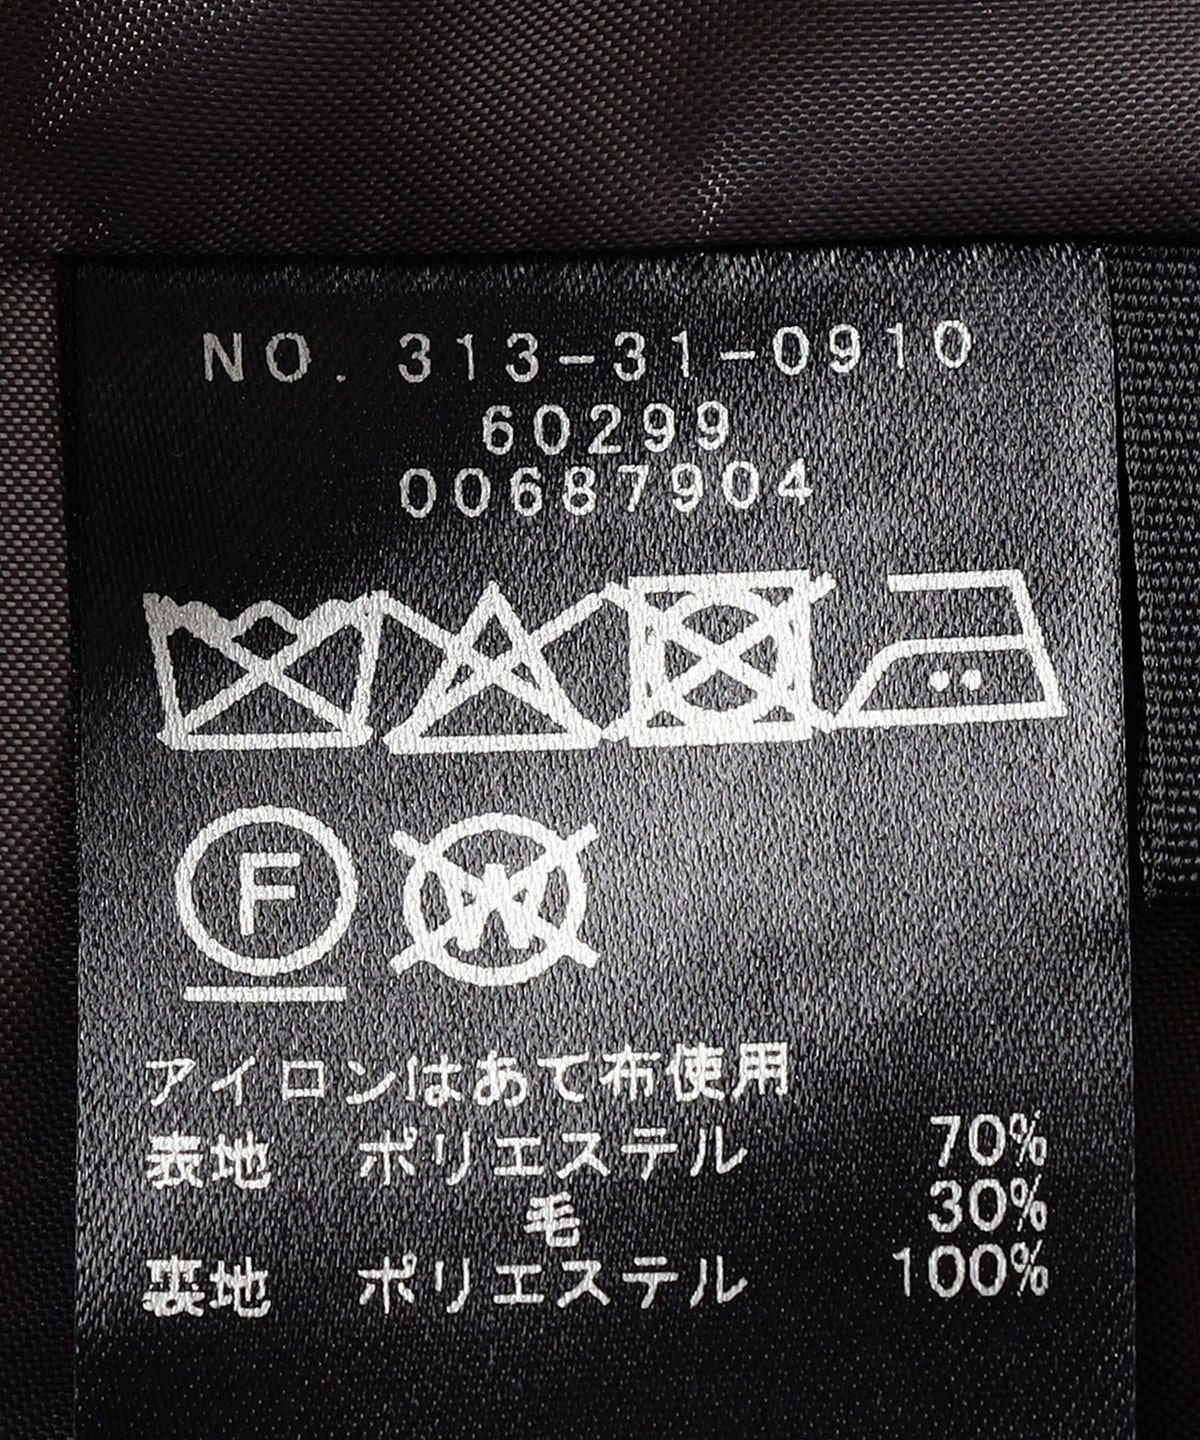 NO. 313-31-0910
60299
00687904
F W
アイロンはあて布使用
表地 ポリエステル 70%
毛 30%
裏地 ポリエステル 100%